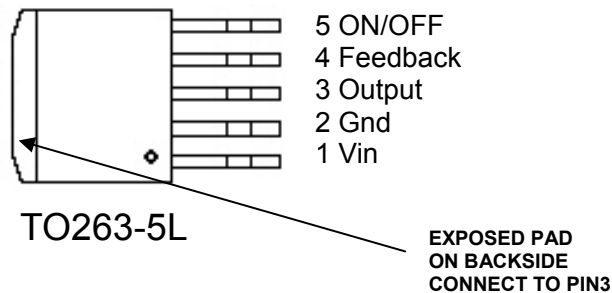 5 ON/OFF
4 Feedback
3 Output
2 Gnd
1 Vin
TO263-5L
EXPOSED PAD
ON BACKSIDE
CONNECT TO PIN3